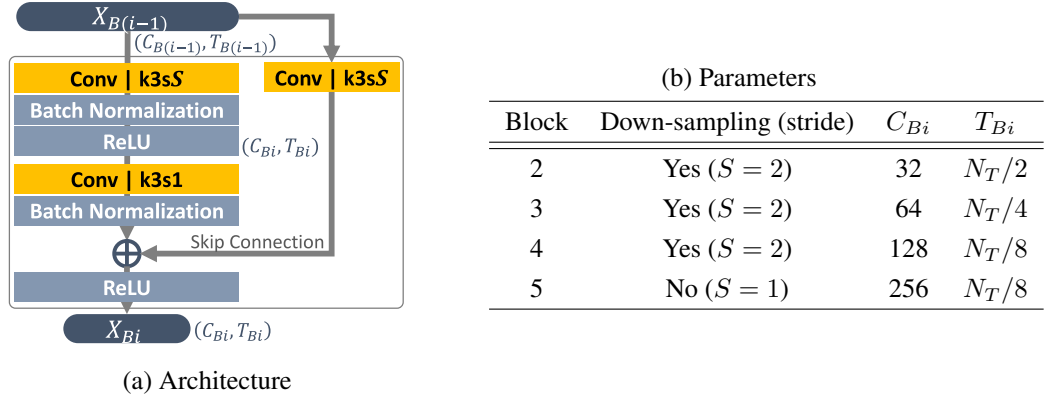 X_{B(i−1)}
(C_{B(i−1)}, T_{B(i−1)})
Conv | k3sS
Conv | k3sS
Batch Normalization
ReLU
(C_{Bi}, T_{Bi})
Conv | k3s1
Batch Normalization
Skip Connection
ReLU
X_{Bi}
(C_{Bi}, T_{Bi})
(a) Architecture
(b) Parameters
Block Down-sampling (stride) C_{Bi} T_{Bi}
2 Yes (S = 2) 32 N_T/2
3 Yes (S = 2) 64 N_T/4
4 Yes (S = 2) 128 N_T/8
5 No (S = 1) 256 N_T/8